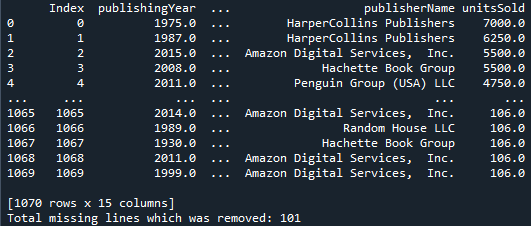 Index publishingYear ... publisherName unitsSold
0 0 1975.0 ... HarperCollins Publishers 7000.0
1 1 1987.0 ... HarperCollins Publishers 6250.0
2 2 2015.0 ... Amazon Digital Services, Inc. 5500.0
3 3 2008.0 ... Hachette Book Group 5500.0
4 4 2011.0 ... Penguin Group (USA) LLC 4750.0
... ... ... ... ... ...
1065 1065 2014.0 ... Amazon Digital Services, Inc. 106.0
1066 1066 1989.0 ... Random House LLC 106.0
1067 1067 1930.0 ... Hachette Book Group 106.0
1068 1068 2011.0 ... Amazon Digital Services, Inc. 106.0
1069 1069 1999.0 ... Amazon Digital Services, Inc. 106.0
[1070 rows x 15 columns]
Total missing lines which was removed: 101